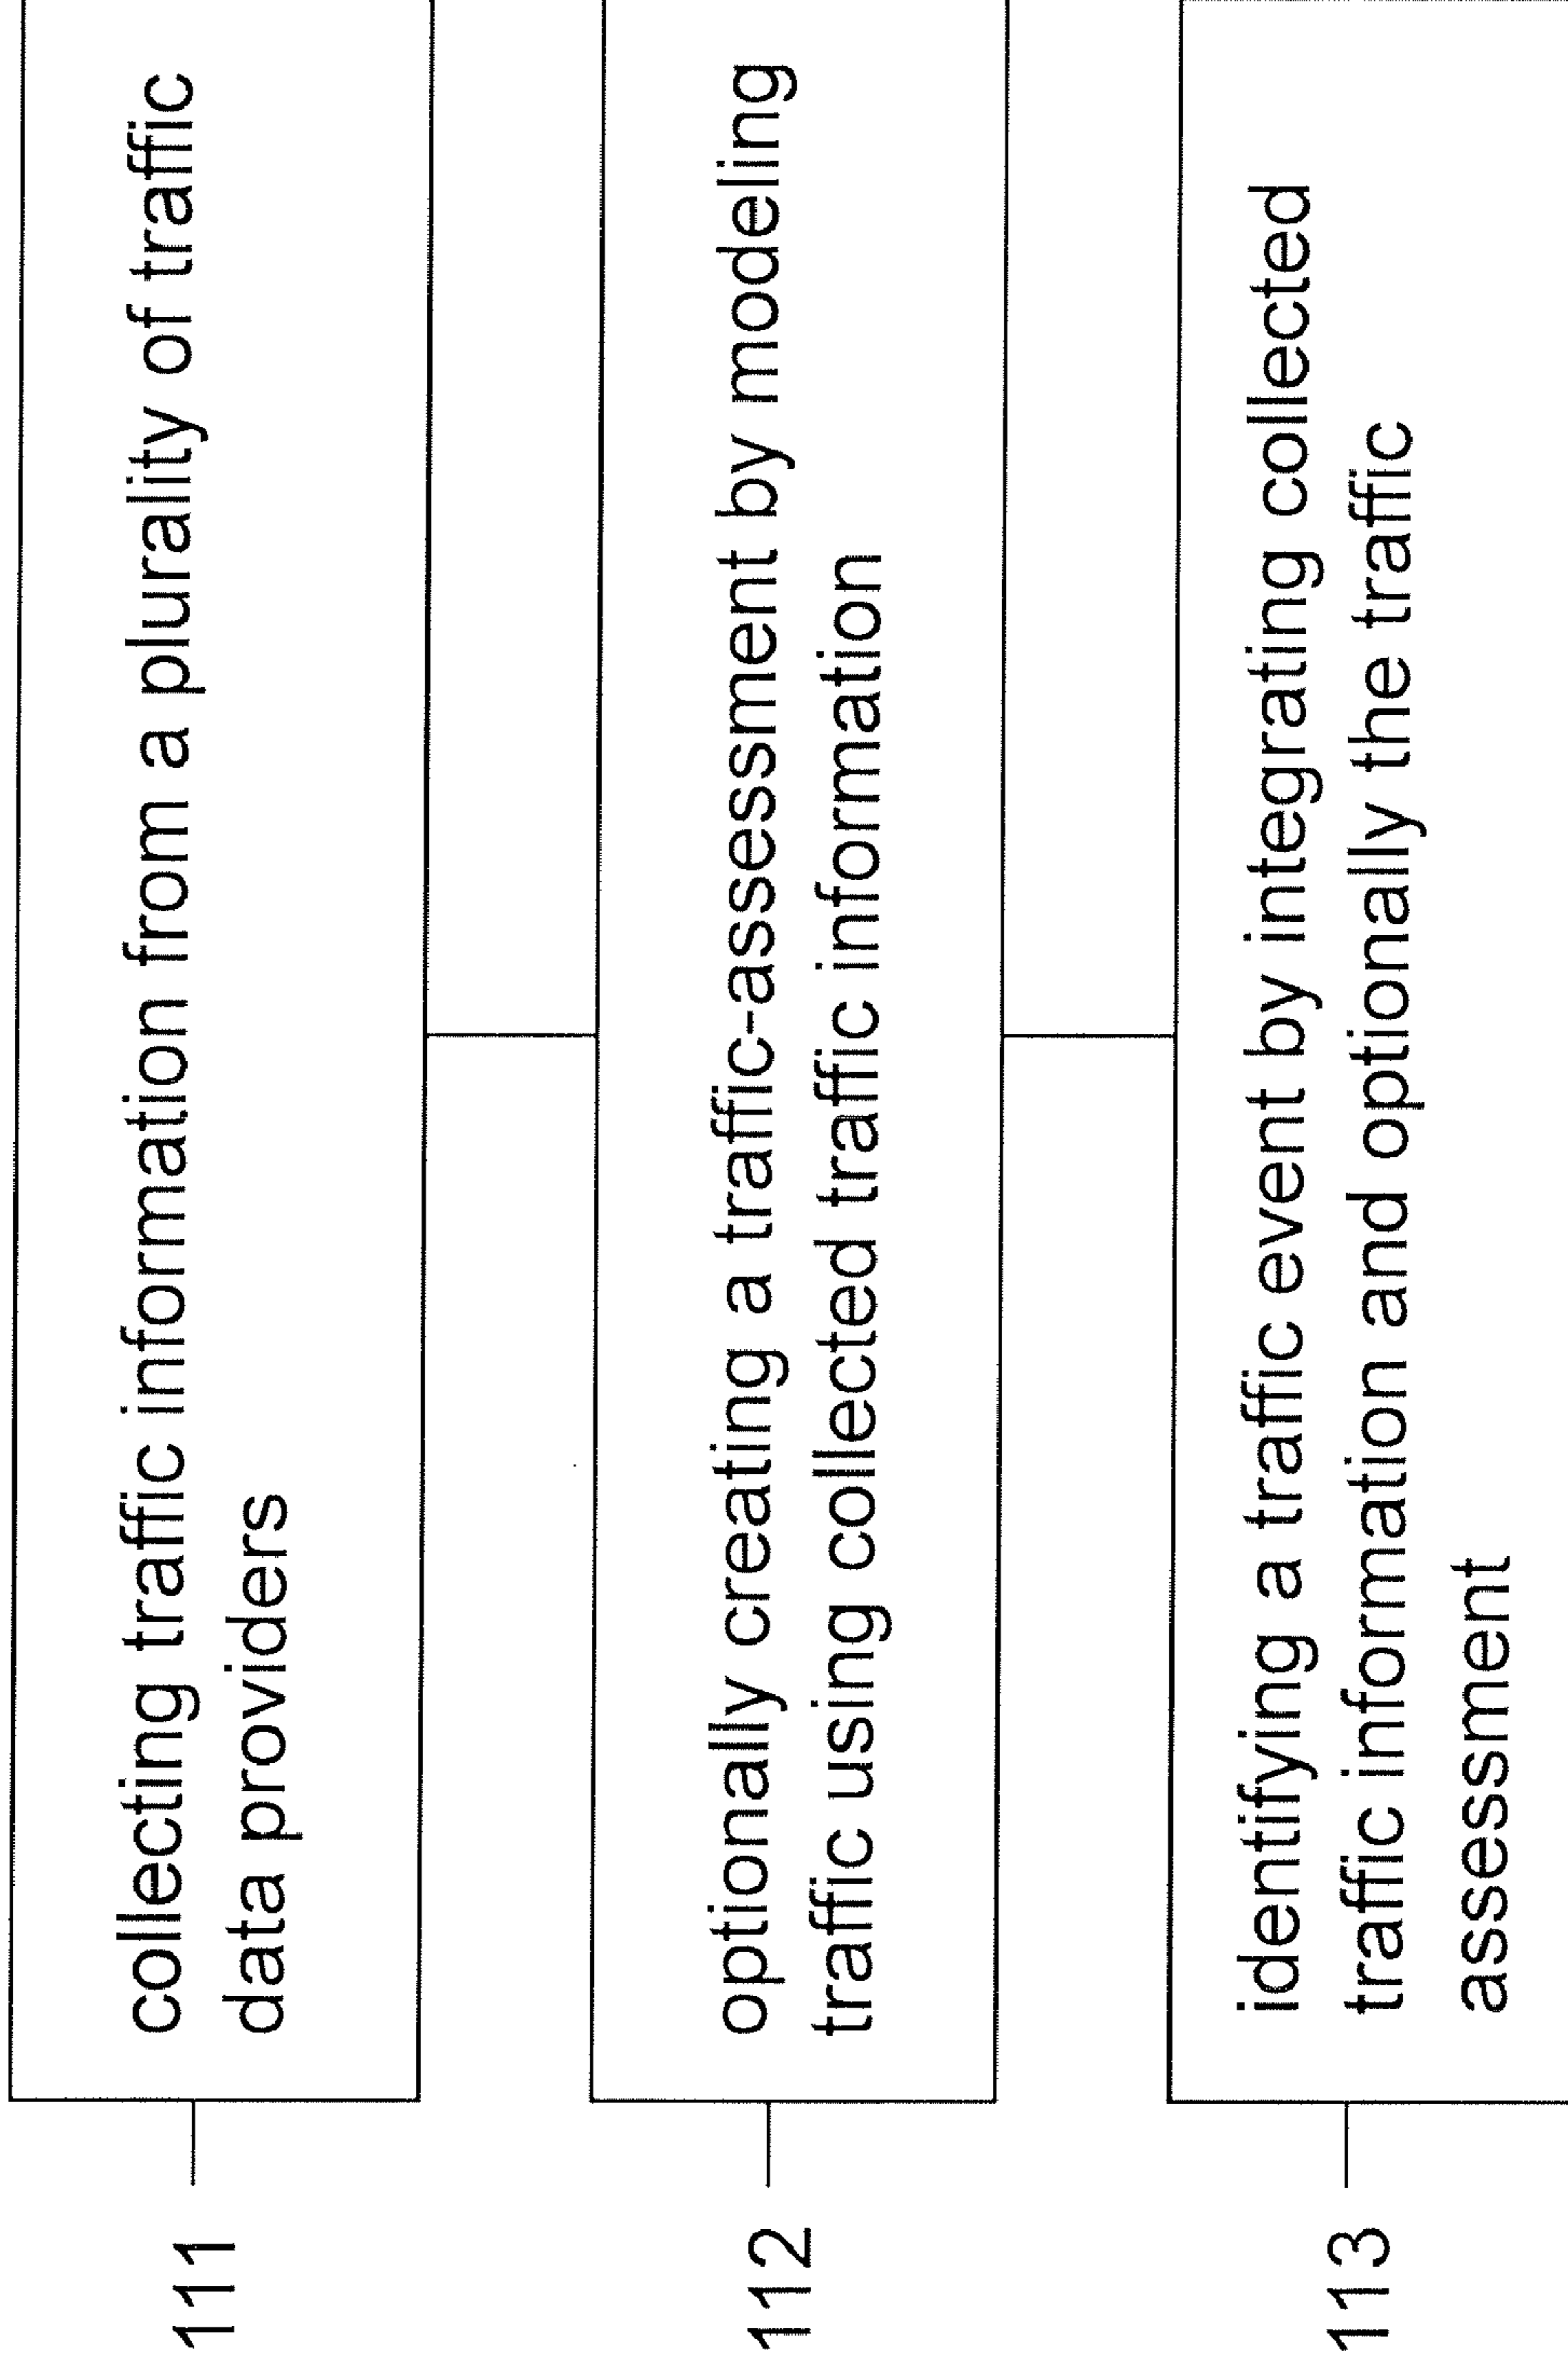 111
collecting traffic information from a plurality of traffic
data providers
112
optionally creating a traffic-assessment by modeling
traffic using collected traffic information
113
identifying a traffic event by integrating collected
traffic information and optionally the traffic
assessment